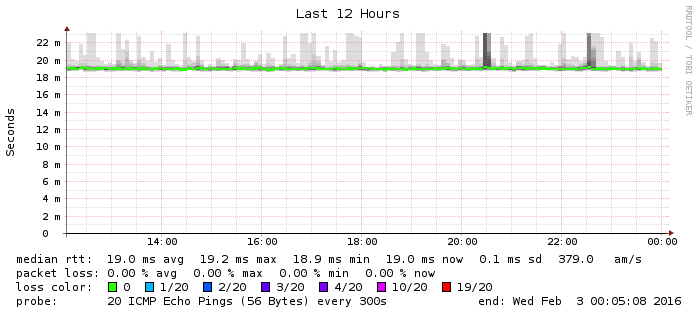 Last 12 Hours
RRDTOOL / TOBI OETIKER
Seconds
22 m
20 m
18 m
16 m
14 m
12 m
10 m
8 m
6 m
4 m
2 m
0
14:00 16:00 18:00 20:00 22:00 00:00
median rtt: 19.0 ms avg 19.2 ms max 18.9 ms min 19.0 ms now 0.1 ms sd 379.0 am/s
packet loss: 0.00 % avg 0.00 % max 0.00 % min 0.00 % now
loss color: 0 1/20 2/20 3/20 4/20 10/20 19/20
probe: 20 ICMP Echo Pings (56 Bytes) every 300s end: Wed Feb 3 00:05:08 2016